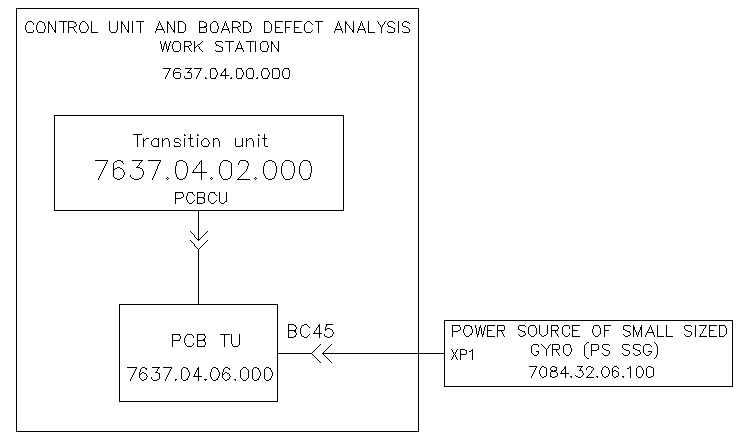 CONTROL UNIT AND BOARD DEFECT ANALYSIS
WORK STATION
7637.04.00.000
Transition unit
7637.04.02.000
PCBCU
PCB TU
7637.04.06.000
BC45
POWER SOURCE OF SMALL SIZED
GYRO (PS SSG)
XP1
7084.32.06.100